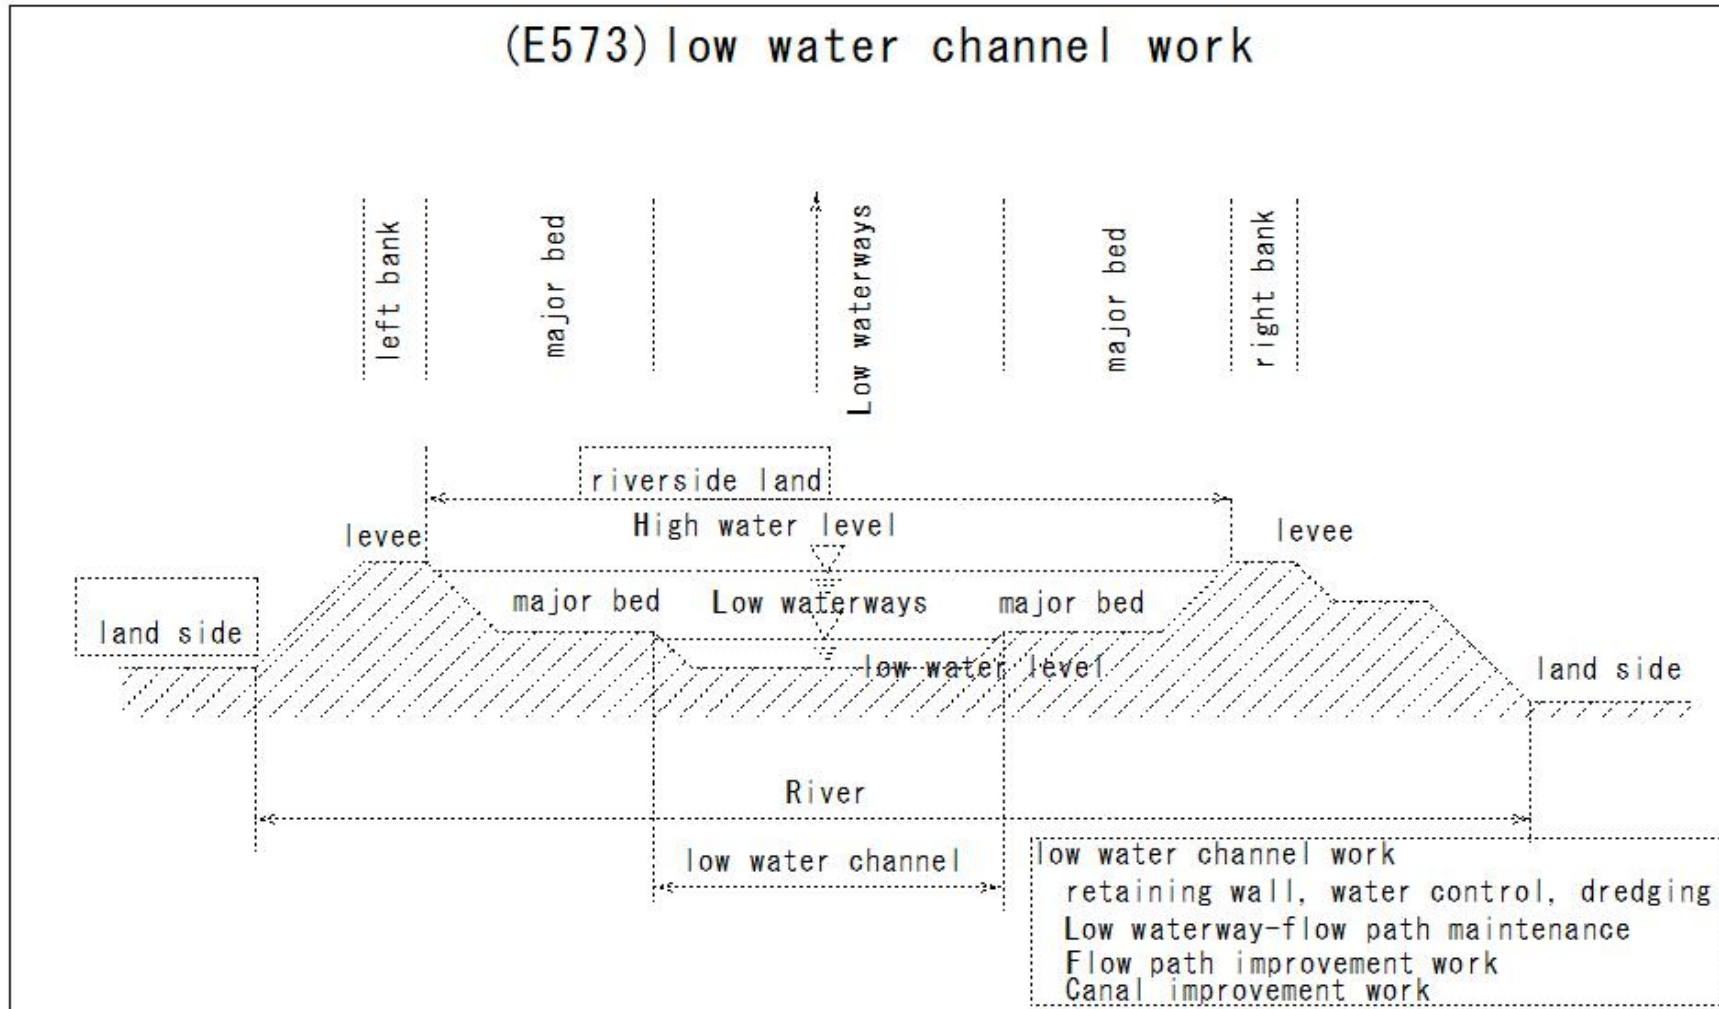 (E573)low water channel work
left bank
major bed
Low waterways
major bed
right bank
riverside land
High water level
levee
levee
major bed
Low waterways
major bed
land side
low water level
land side
River
low water channel
low water channel work
retaining wall, water control, dredging
Low waterway-flow path maintenance
Flow path improvement work
Canal improvement work